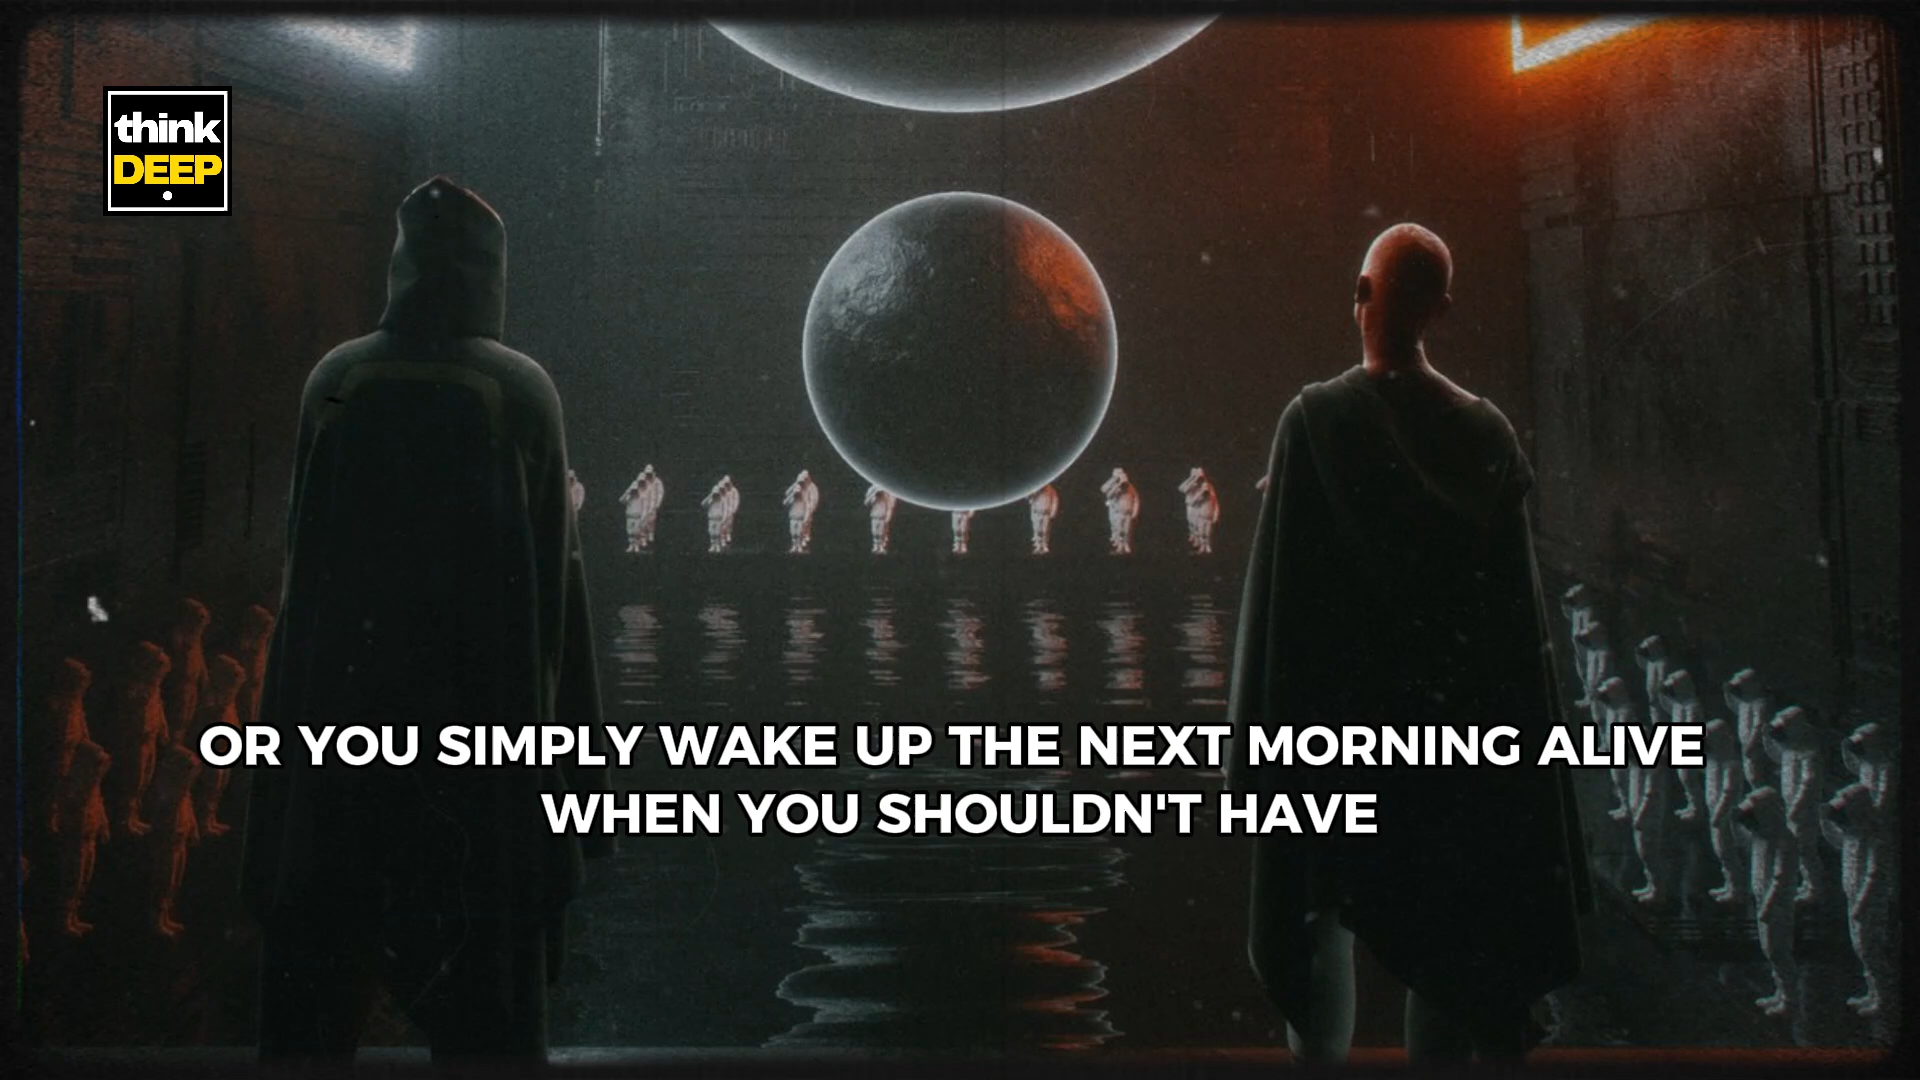 think
DEEP
OR YOU SIMPLY WAKE UP THE NEXT MORNING ALIVE
WHEN YOU SHOULDN'T HAVE